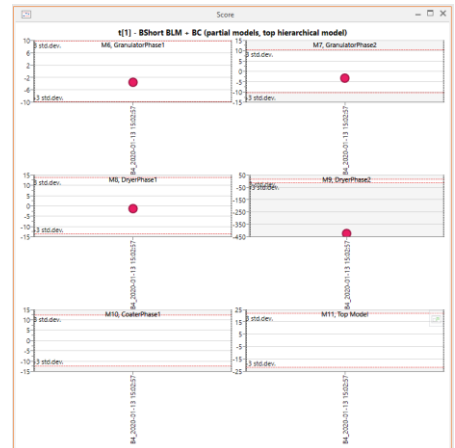 Score
t[1] - BShort BLM + BC (partial models, top hierarchical model)
M6, GranulatorPhase1
10
6
2
-2
-6
-10
3 std.dev.
-3 std.dev.
B4_2020-01-13 15:02:57
M7, GranulatorPhase2
15
10
5
0
-5
-10
-15
3 std.dev.
-3 std.dev.
B4_2020-01-13 15:02:57
M8, DryerPhase1
15
10
5
0
-5
-10
-15
3 std.dev.
-3 std.dev.
B4_2020-01-13 15:02:57
M9, DryerPhase2
50
-50
-150
-250
-350
-450
3 std.dev.
-3 std.dev.
B4_2020-01-13 15:02:57
M10, CoaterPhase1
15
10
5
0
-5
-10
-15
3 std.dev.
-3 std.dev.
B4_2020-01-13 15:02:57
M11, Top Model
25
15
5
-5
-15
-25
3 std.dev.
-3 std.dev.
B4_2020-01-13 15:02:57